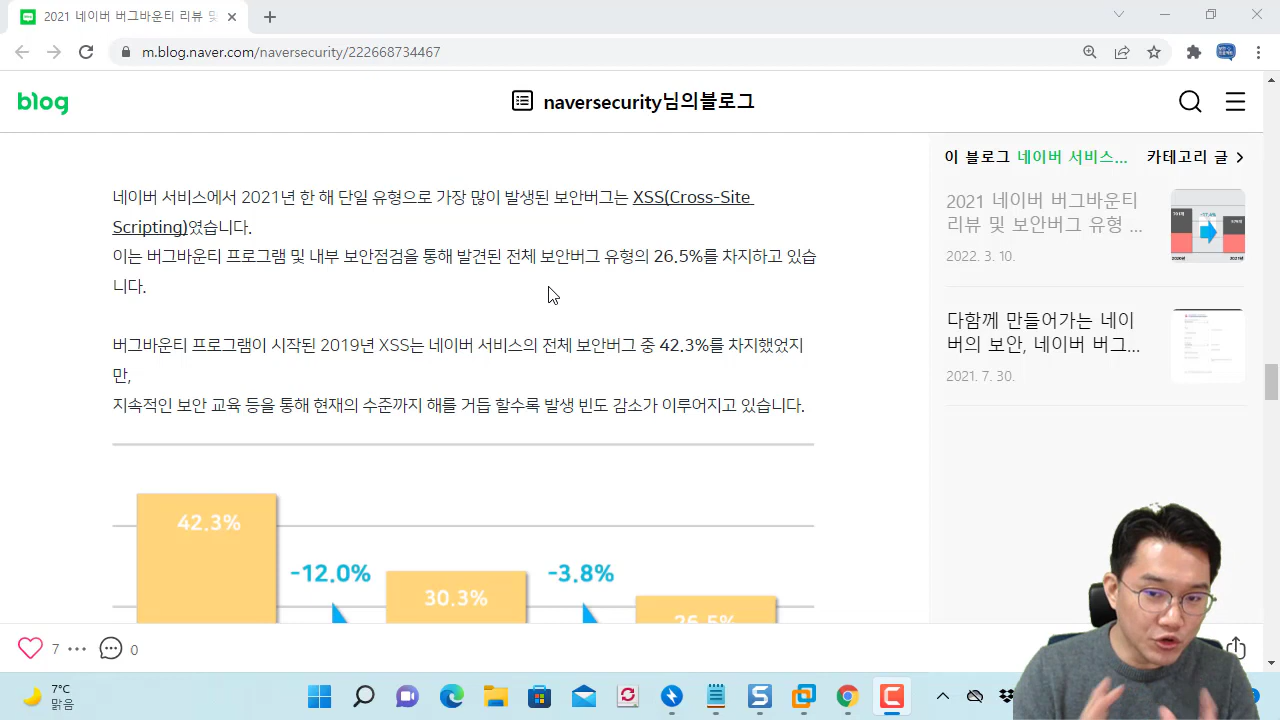 2021 네이버 버그바운티 리뷰 및
m.blog.naver.com/naversecurity/222668734467
blog
naversecurity님의블로그
네이버 서비스에서 2021년 한 해 단일 유형으로 가장 많이 발생된 보안버그는 XSS(Cross-Site
Scripting)였습니다.
이는 버그바운티 프로그램 및 내부 보안점검을 통해 발견된 전체 보안버그 유형의 26.5%를 차지하고 있습
니다.
버그바운티 프로그램이 시작된 2019년 XSS는 네이버 서비스의 전체 보안버그 중 42.3%를 차지했었지
만,
지속적인 보안 교육 등을 통해 현재의 수준까지 해를 거듭 할수록 발생 빈도 감소가 이루어지고 있습니다.
42.3%
-12.0%
30.3%
-3.8%
26.5%
이 블로그 네이버 서비스... 카테고리 글
2021 네이버 버그바운티
리뷰 및 보안버그 유형 ...
2022. 3. 10.
다함께 만들어가는 네이
버의 보안, 네이버 버그...
2021. 7. 30.
7
0
7°C
맑음